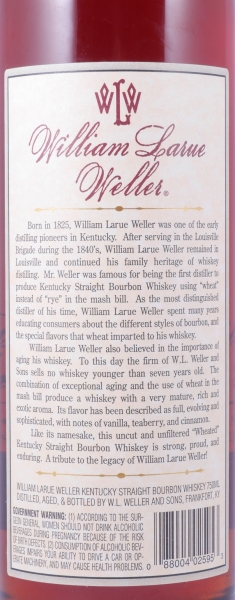 WLW
William Larue
Weller®
Born in 1825, William Larue Weller was one of the early
distilling pioneers in Kentucky. After serving in the Louisville
Brigade during the 1840's, William Larue Weller remained in
Louisville and continued his family heritage of whiskey
distilling. Mr. Weller was famous for being the first distiller to
produce Kentucky Straight Bourbon Whiskey using "wheat"
instead of "rye" in the mash bill. As the most distinguished
distiller of his time, William Larue Weller spent many years
educating consumers about the different styles of bourbon, and
the special flavors that wheat imparted to his whiskey.
William Larue Weller also believed in the importance of
aging his whiskey. To this day the firm of W.L. Weller and
Sons sells no whiskey younger than seven years old. The
combination of exceptional aging and the use of wheat in the
mash bill produce a whiskey with a very mature, rich and
exotic aroma. Its flavor has been described as full, evolving and
sophisticated, with notes of vanilla, teaberry, and cinnamon.
Like its namesake, this uncut and unfiltered "Wheated"
Kentucky Straight Bourbon Whiskey is strong, proud, and
enduring. A tribute to the legacy of William Larue Weller!
WILLIAM LARUE WELLER KENTUCKY STRAIGHT BOURBON WHISKEY 750ML
DISTILLED, AGED, & BOTTLED BY W.L. WELLER AND SONS, FRANKFORT, KY
GOVERNMENT WARNING: (1) ACCORDING TO THE SUR-
GEON GENERAL, WOMEN SHOULD NOT DRINK ALCOHOLIC
BEVERAGES DURING PREGNANCY BECAUSE OF THE RISK
OF BIRTH DEFECTS. (2) CONSUMPTION OF ALCOHOLIC BEV-
ERAGES IMPAIRS YOUR ABILITY TO DRIVE A CAR OR OP-
ERATE MACHINERY, AND MAY CAUSE HEALTH PROBLEMS.
0 88004 02595